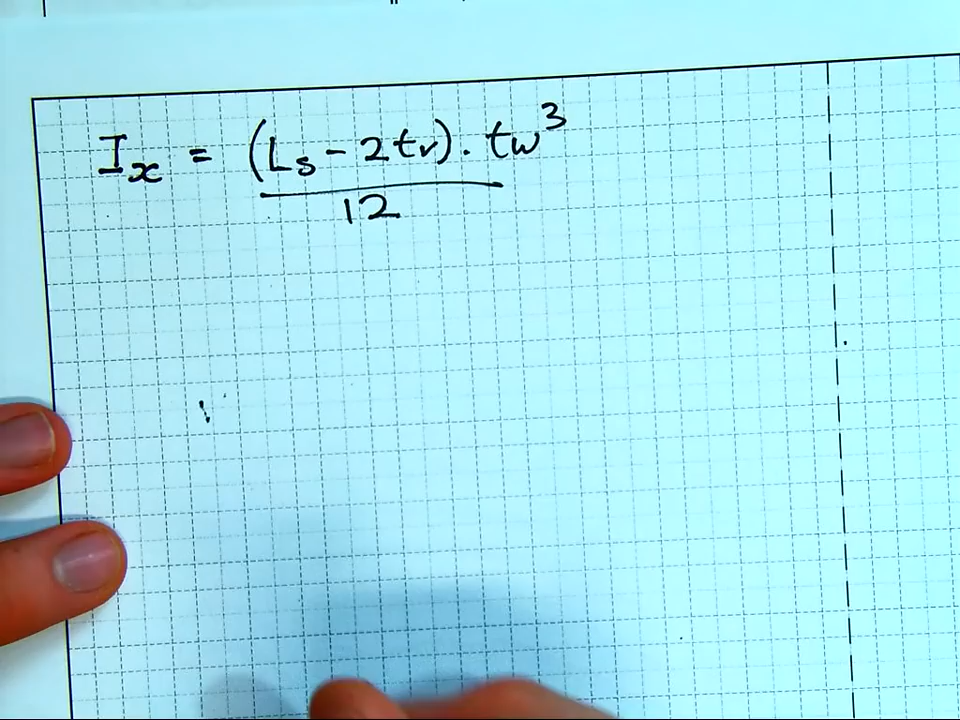 Ix = (Ls - 2tr) . tw³
12